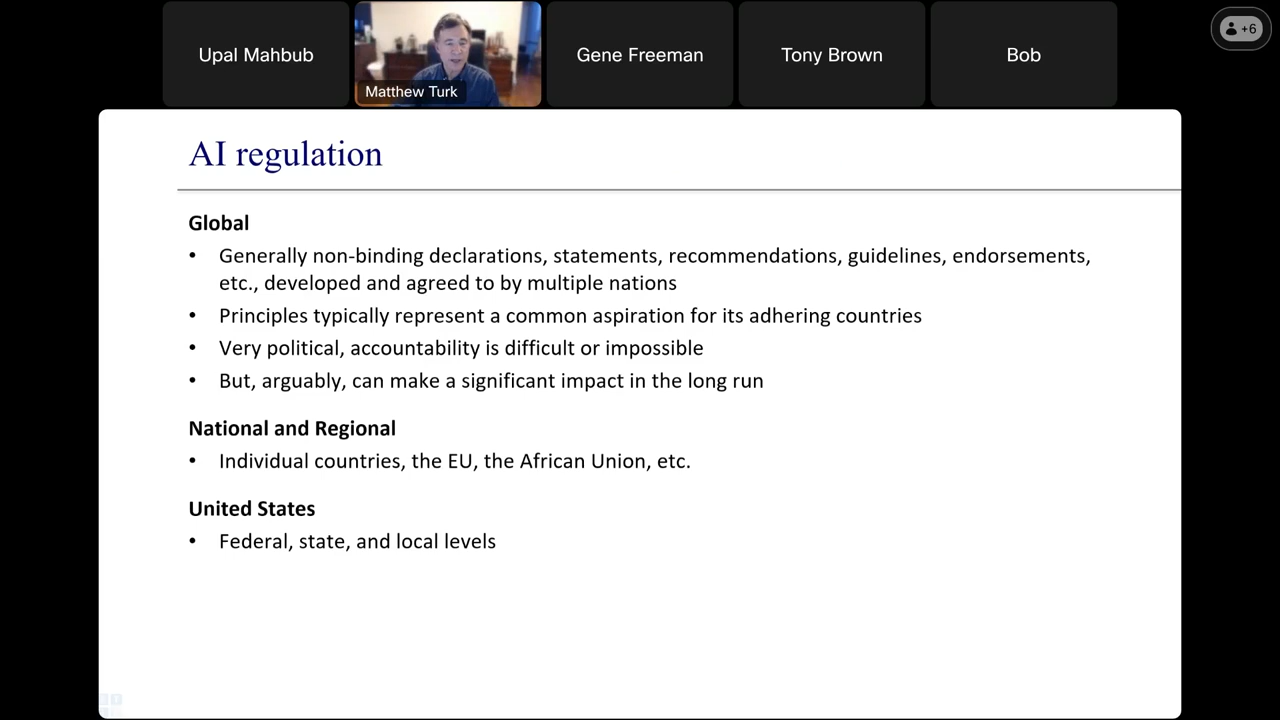 Upal Mahbub
Matthew Turk
Gene Freeman
Tony Brown
Bob
+6
AI regulation
Global
• Generally non-binding declarations, statements, recommendations, guidelines, endorsements,
etc., developed and agreed to by multiple nations
• Principles typically represent a common aspiration for its adhering countries
• Very political, accountability is difficult or impossible
• But, arguably, can make a significant impact in the long run
National and Regional
• Individual countries, the EU, the African Union, etc.
United States
• Federal, state, and local levels